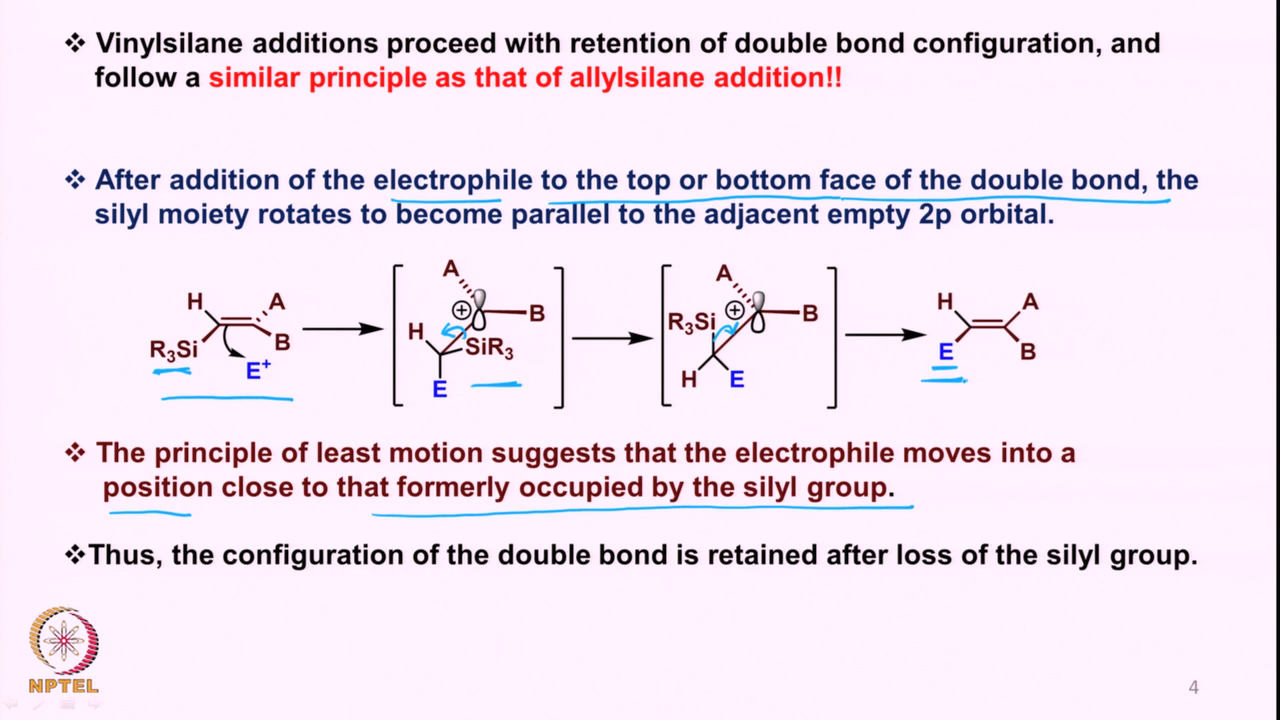 ❖ Vinylsilane additions proceed with retention of double bond configuration, and
follow a similar principle as that of allylsilane addition!!
❖ After addition of the electrophile to the top or bottom face of the double bond, the
silyl moiety rotates to become parallel to the adjacent empty 2p orbital.
H A R₃Si B E⁺
A ⊕ B H SiR₃ E
A R₃Si ⊕ B H E
H A E B
❖ The principle of least motion suggests that the electrophile moves into a
position close to that formerly occupied by the silyl group.
❖Thus, the configuration of the double bond is retained after loss of the silyl group.
NPTEL
4